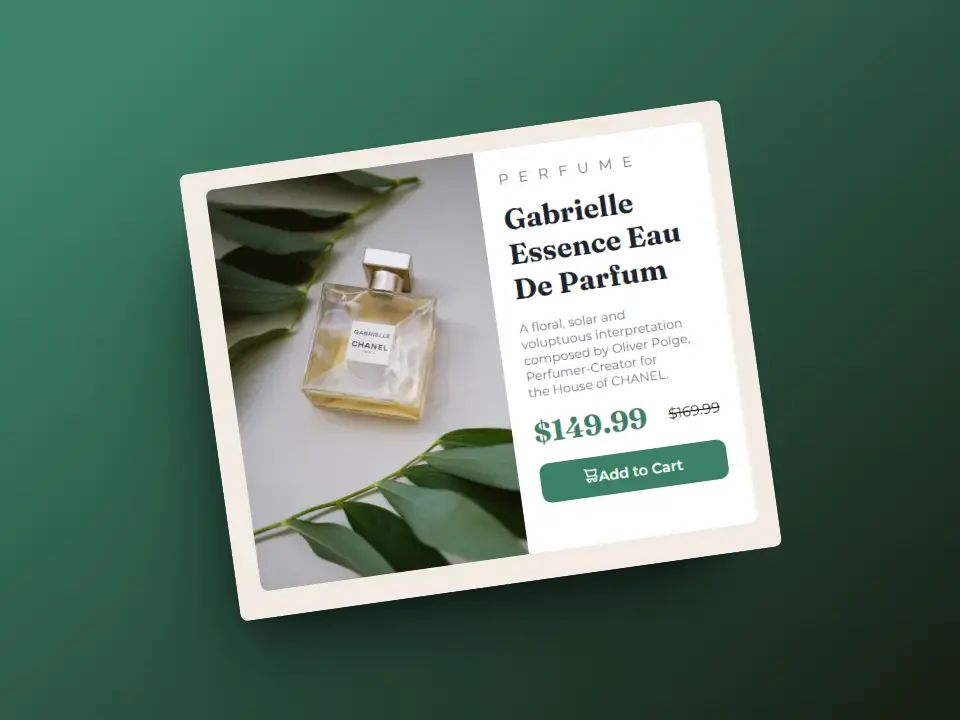 PERFUME
Gabrielle
Essence Eau
De Parfum
A floral, solar and
voluptuous interpretation
composed by Oliver Polge,
Perfumer-Creator for
the House of CHANEL.
$149.99 $169.99
Add to Cart
GABRIELLE
CHANEL